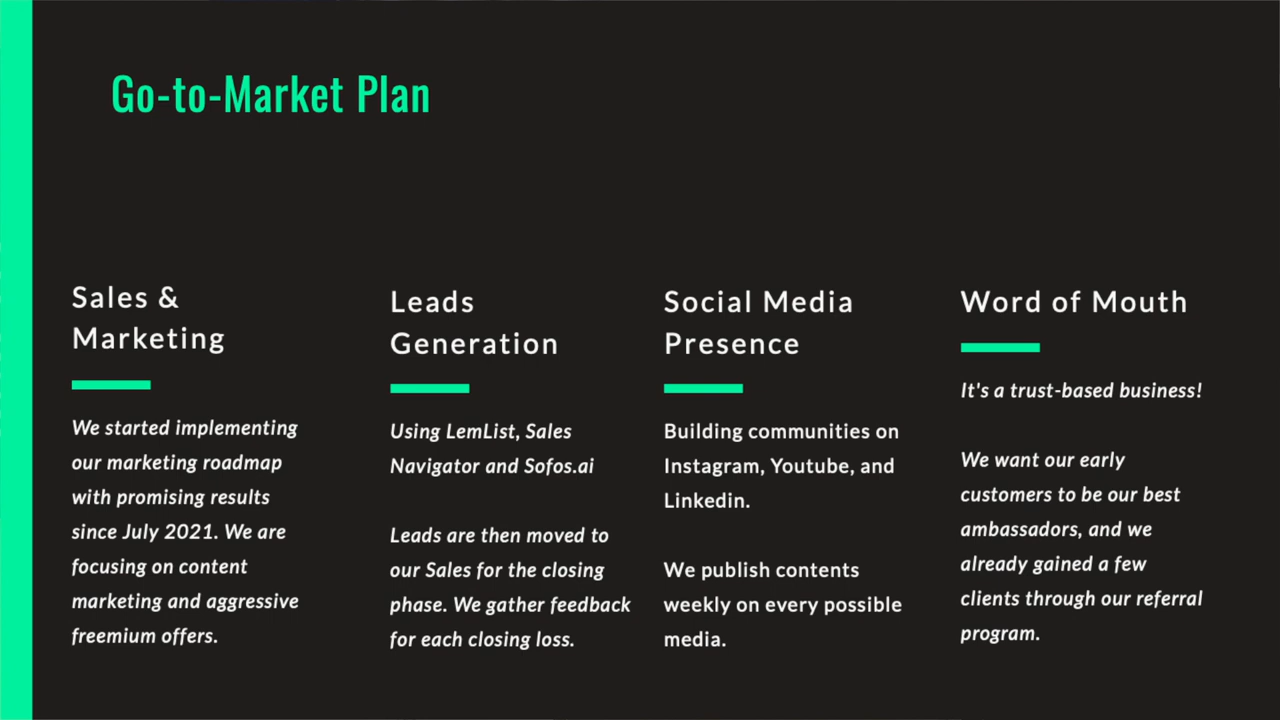 Go-to-Market Plan
Sales &
Marketing
We started implementing
our marketing roadmap
with promising results
since July 2021. We are
focusing on content
marketing and aggressive
freemium offers.
Leads
Generation
Using LemList, Sales
Navigator and Sofos.ai
Leads are then moved to
our Sales for the closing
phase. We gather feedback
for each closing loss.
Social Media
Presence
Building communities on
Instagram, Youtube, and
Linkedin.
We publish contents
weekly on every possible
media.
Word of Mouth
It's a trust-based business!
We want our early
customers to be our best
ambassadors, and we
already gained a few
clients through our referral
program.